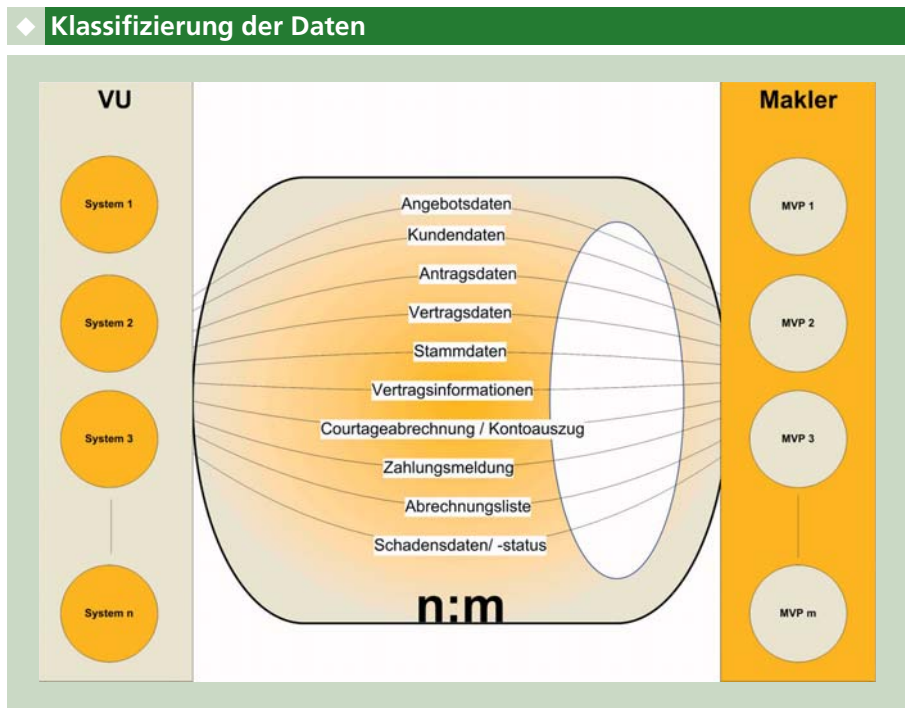 Klassifizierung der Daten
VU
Makler
System 1
System 2
System 3
System n
Angebotsdaten
Kundendaten
Antragsdaten
Vertragsdaten
Stammdaten
Vertragsinformationen
Courtageabrechnung / Kontoauszug
Zahlungsmeldung
Abrechnungsliste
Schadensdaten/ -status
n:m
MVP 1
MVP 2
MVP 3
MVP m